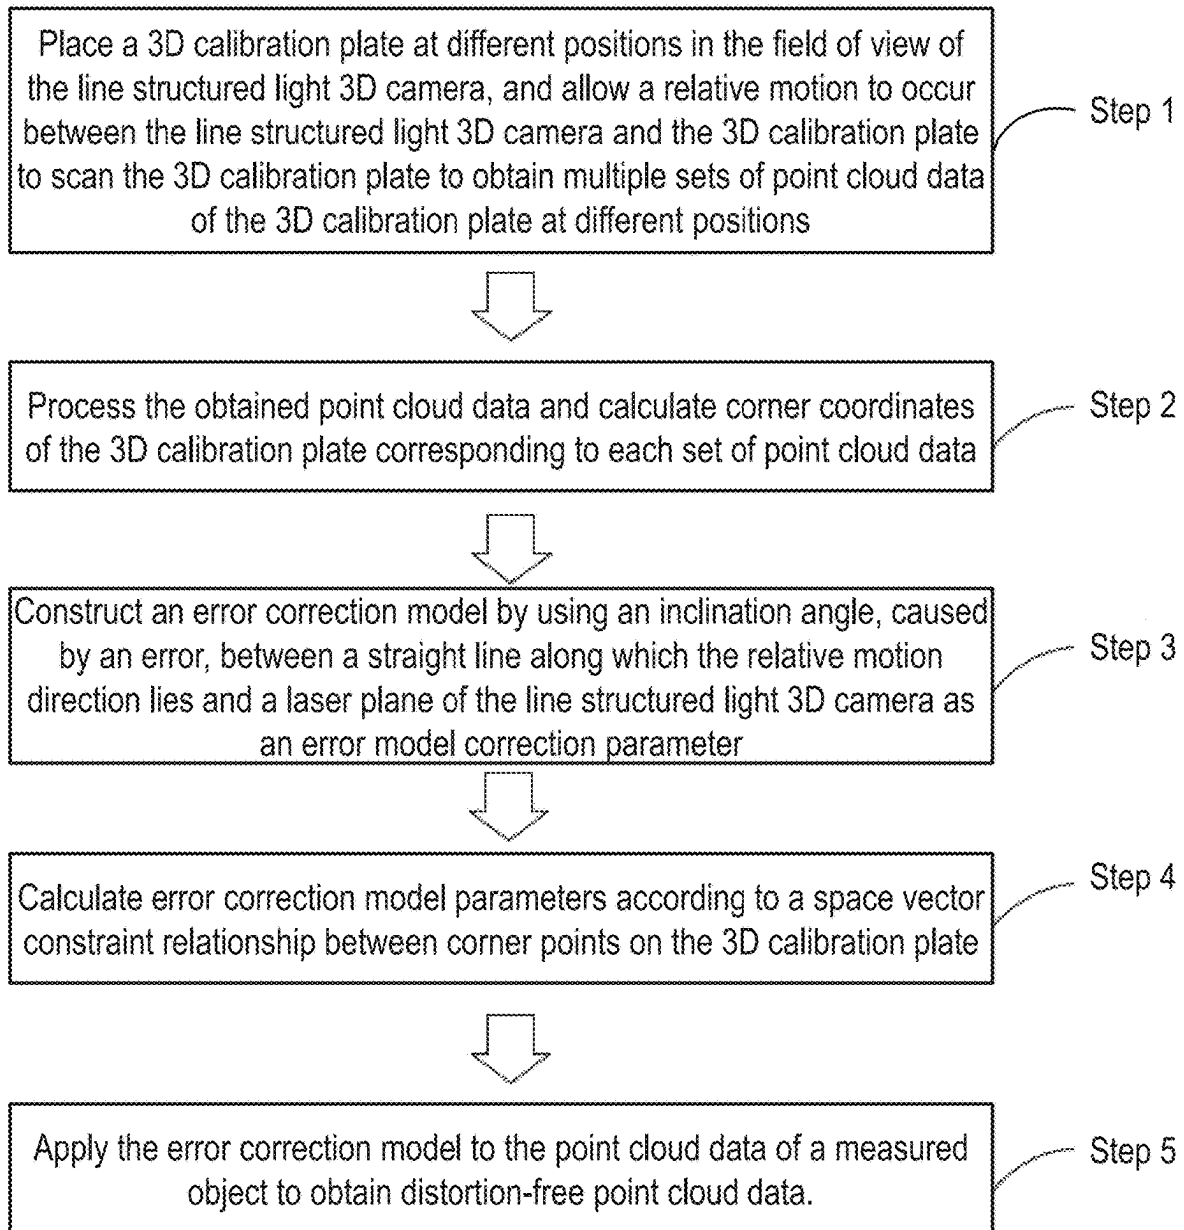 Place a 3D calibration plate at different positions in the field of view of
the line structured light 3D camera, and allow a relative motion to occur
between the line structured light 3D camera and the 3D calibration plate
to scan the 3D calibration plate to obtain multiple sets of point cloud data
of the 3D calibration plate at different positions
Step 1
Process the obtained point cloud data and calculate corner coordinates
of the 3D calibration plate corresponding to each set of point cloud data
Step 2
Construct an error correction model by using an inclination angle, caused
by an error, between a straight line along which the relative motion
direction lies and a laser plane of the line structured light 3D camera as
an error model correction parameter
Step 3
Calculate error correction model parameters according to a space vector
constraint relationship between corner points on the 3D calibration plate
Step 4
Apply the error correction model to the point cloud data of a measured
object to obtain distortion-free point cloud data.
Step 5